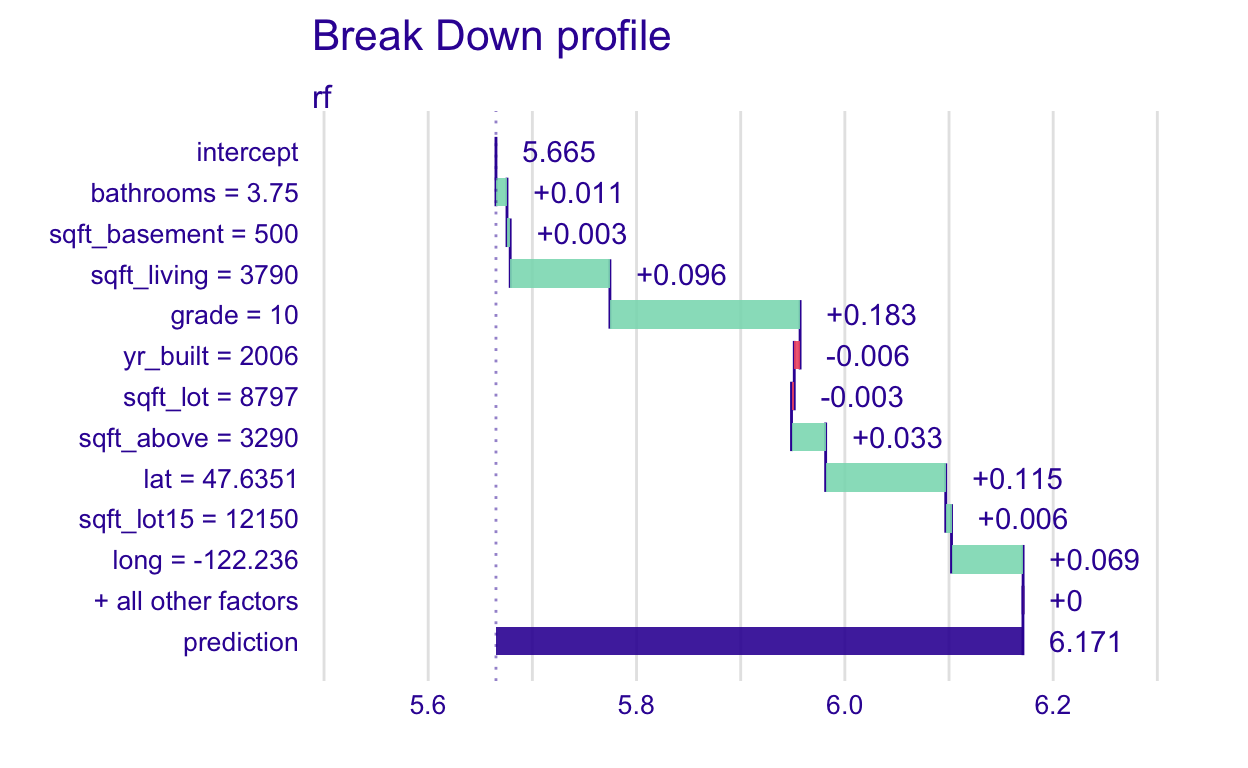 Break Down profile
rf
intercept 5.665
bathrooms = 3.75 +0.011
sqft_basement = 500 +0.003
sqft_living = 3790 +0.096
grade = 10 +0.183
yr_built = 2006 -0.006
sqft_lot = 8797 -0.003
sqft_above = 3290 +0.033
lat = 47.6351 +0.115
sqft_lot15 = 12150 +0.006
long = -122.236 +0.069
+ all other factors +0
prediction 6.171
5.6 5.8 6.0 6.2